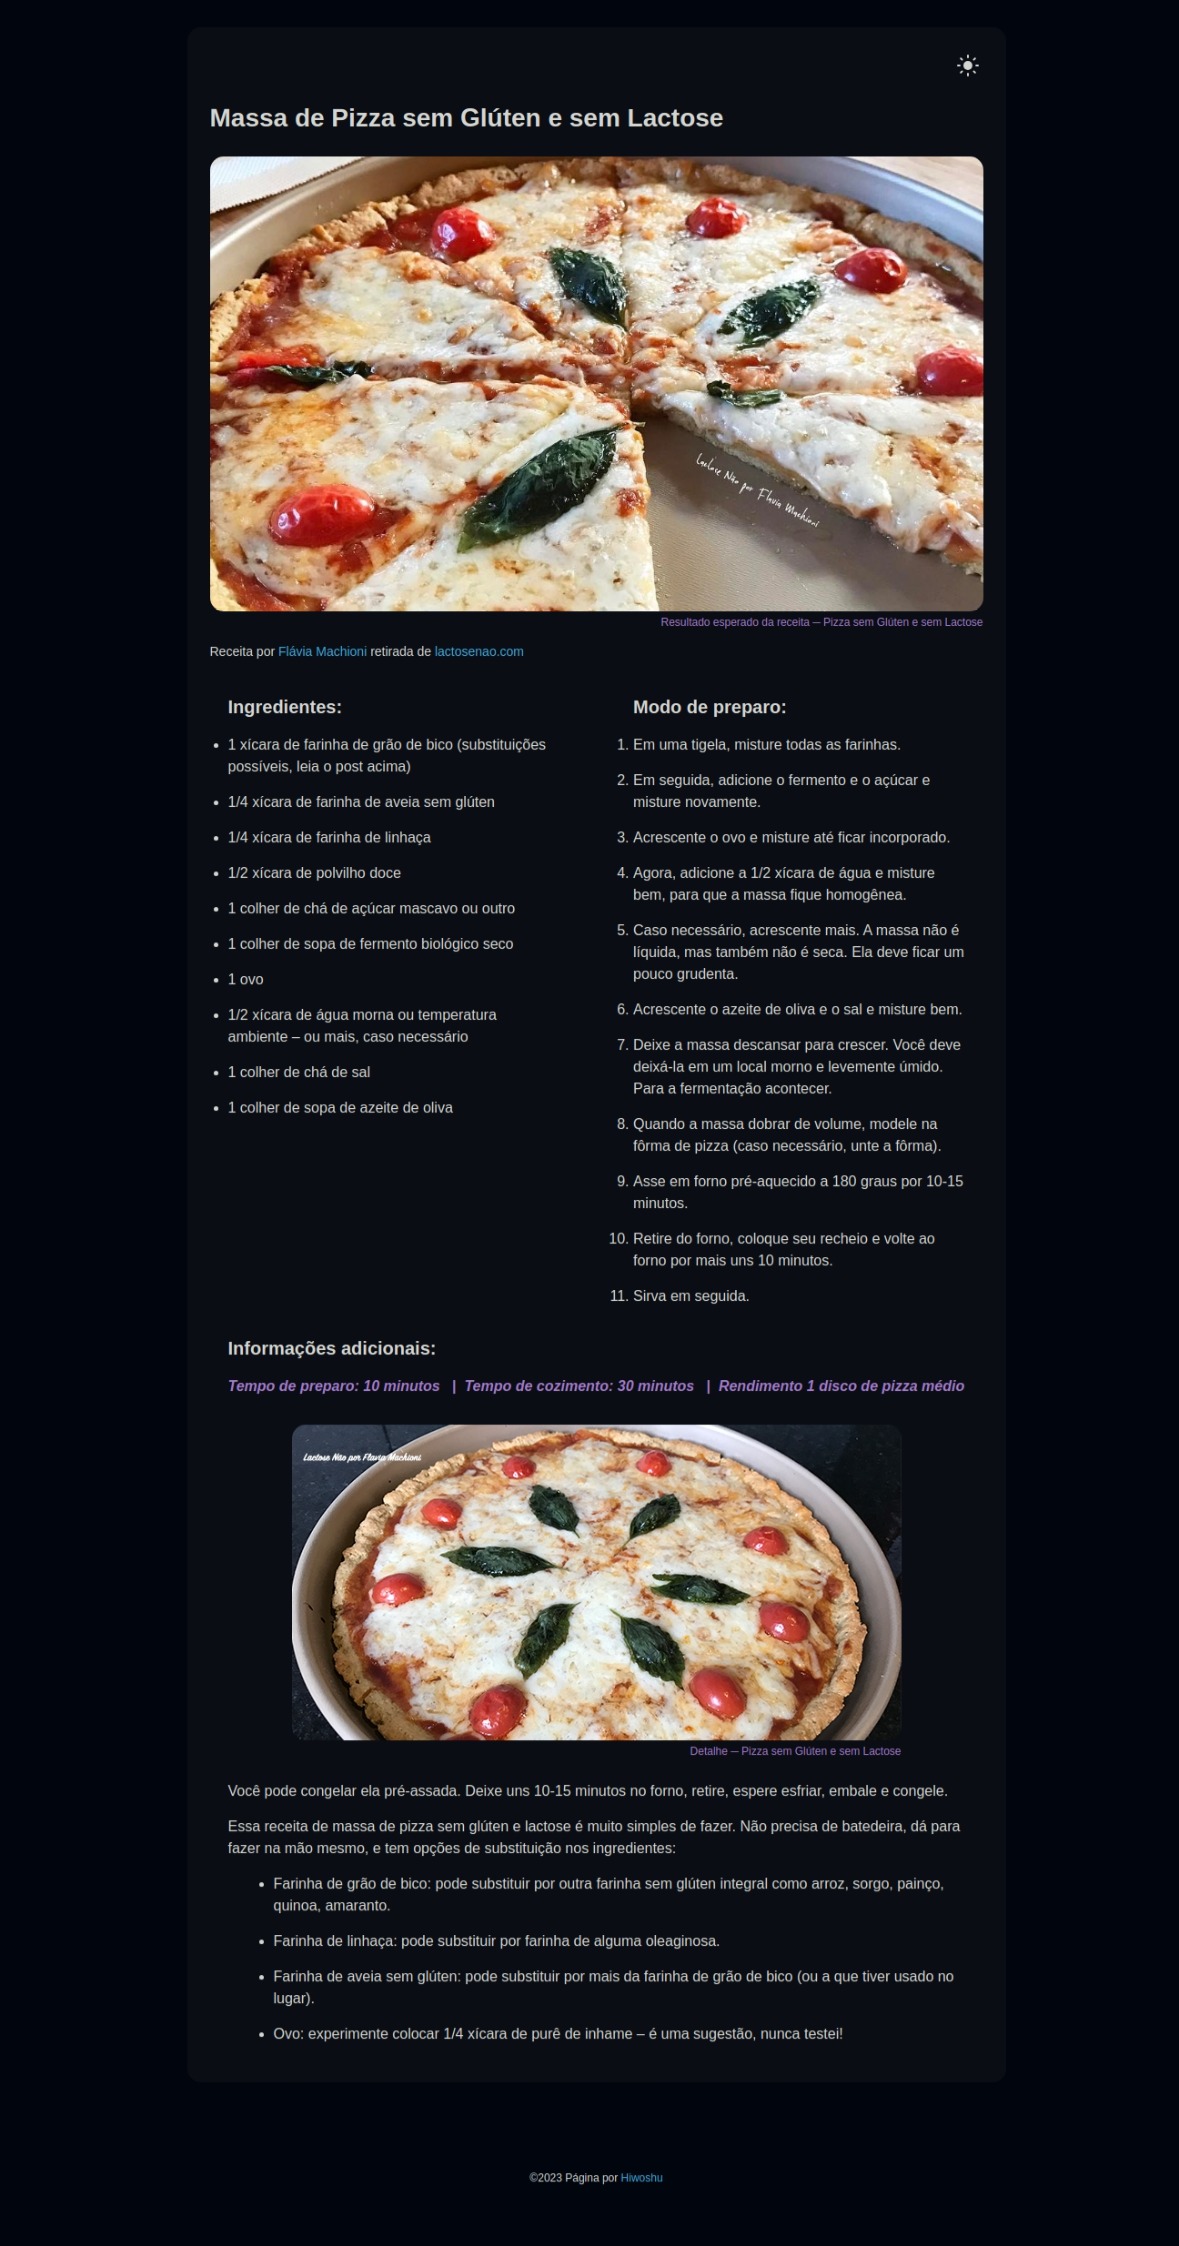 Massa de Pizza sem Glúten e sem Lactose
Lactose Não por Flavia Machioni
Resultado esperado da receita ─ Pizza sem Glúten e sem Lactose
Receita por Flávia Machioni retirada de lactosenao.com
Ingredientes:
• 1 xícara de farinha de grão de bico (substituições
possíveis, leia o post acima)
• 1/4 xícara de farinha de aveia sem glúten
• 1/4 xícara de farinha de linhaça
• 1/2 xícara de polvilho doce
• 1 colher de chá de açúcar mascavo ou outro
• 1 colher de sopa de fermento biológico seco
• 1 ovo
• 1/2 xícara de água morna ou temperatura
ambiente – ou mais, caso necessário
• 1 colher de chá de sal
• 1 colher de sopa de azeite de oliva
Modo de preparo:
1. Em uma tigela, misture todas as farinhas.
2. Em seguida, adicione o fermento e o açúcar e
misture novamente.
3. Acrescente o ovo e misture até ficar incorporado.
4. Agora, adicione a 1/2 xícara de água e misture
bem, para que a massa fique homogênea.
5. Caso necessário, acrescente mais. A massa não é
líquida, mas também não é seca. Ela deve ficar um
pouco grudenta.
6. Acrescente o azeite de oliva e o sal e misture bem.
7. Deixe a massa descansar para crescer. Você deve
deixá-la em um local morno e levemente úmido.
Para a fermentação acontecer.
8. Quando a massa dobrar de volume, modele na
fôrma de pizza (caso necessário, unte a fôrma).
9. Asse em forno pré-aquecido a 180 graus por 10-15
minutos.
10. Retire do forno, coloque seu recheio e volte ao
forno por mais uns 10 minutos.
11. Sirva em seguida.
Informações adicionais:
Tempo de preparo: 10 minutos | Tempo de cozimento: 30 minutos | Rendimento 1 disco de pizza médio
Lactose Não por Flavia Machioni
Detalhe ─ Pizza sem Glúten e sem Lactose
Você pode congelar ela pré-assada. Deixe uns 10-15 minutos no forno, retire, espere esfriar, embale e congele.
Essa receita de massa de pizza sem glúten e lactose é muito simples de fazer. Não precisa de batedeira, dá para
fazer na mão mesmo, e tem opções de substituição nos ingredientes:
• Farinha de grão de bico: pode substituir por outra farinha sem glúten integral como arroz, sorgo, painço,
quinoa, amaranto.
• Farinha de linhaça: pode substituir por farinha de alguma oleaginosa.
• Farinha de aveia sem glúten: pode substituir por mais da farinha de grão de bico (ou a que tiver usado no
lugar).
• Ovo: experimente colocar 1/4 xícara de purê de inhame – é uma sugestão, nunca testei!
©2023 Página por Hiwoshu